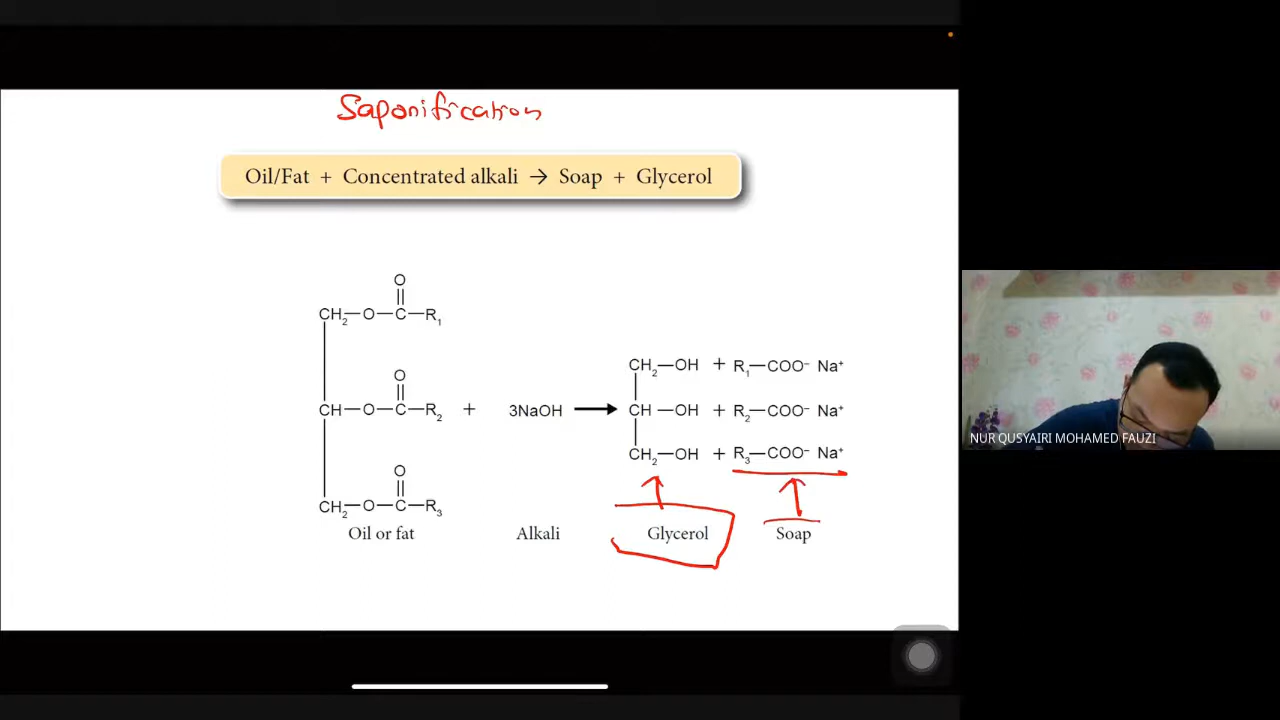 Saponification
Oil/Fat + Concentrated alkali → Soap + Glycerol
O
CH₂—O—C—R₁
O
CH—O—C—R₂ + 3NaOH
O
CH₂—O—C—R₃
CH₂—OH + R₁—COO⁻ Na⁺
CH—OH + R₂—COO⁻ Na⁺
CH₂—OH + R₃—COO⁻ Na⁺
Oil or fat Alkali Glycerol Soap
NUR QUSYAIRI MOHAMED FAUZI